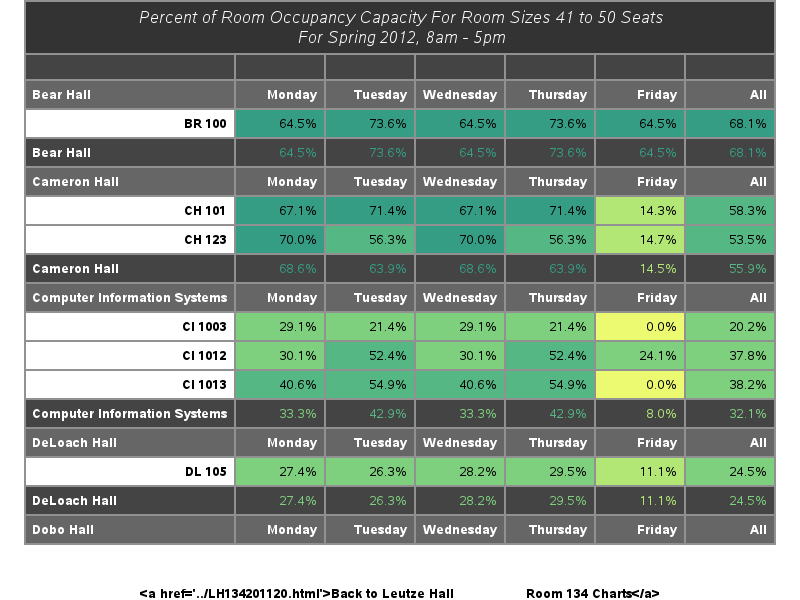 Percent of Room Occupancy Capacity For Room Sizes 41 to 50 Seats
For Spring 2012, 8am - 5pm
Bear Hall Monday Tuesday Wednesday Thursday Friday All
BR 100 64.5% 73.6% 64.5% 73.6% 64.5% 68.1%
Bear Hall 64.5% 73.6% 64.5% 73.6% 64.5% 68.1%
Cameron Hall Monday Tuesday Wednesday Thursday Friday All
CH 101 67.1% 71.4% 67.1% 71.4% 14.3% 58.3%
CH 123 70.0% 56.3% 70.0% 56.3% 14.7% 53.5%
Cameron Hall 68.6% 63.9% 68.6% 63.9% 14.5% 55.9%
Computer Information Systems Monday Tuesday Wednesday Thursday Friday All
CI 1003 29.1% 21.4% 29.1% 21.4% 0.0% 20.2%
CI 1012 30.1% 52.4% 30.1% 52.4% 24.1% 37.8%
CI 1013 40.6% 54.9% 40.6% 54.9% 0.0% 38.2%
Computer Information Systems 33.3% 42.9% 33.3% 42.9% 8.0% 32.1%
DeLoach Hall Monday Tuesday Wednesday Thursday Friday All
DL 105 27.4% 26.3% 28.2% 29.5% 11.1% 24.5%
DeLoach Hall 27.4% 26.3% 28.2% 29.5% 11.1% 24.5%
Dobo Hall Monday Tuesday Wednesday Thursday Friday All
<a href='../LH134201120.html'>Back to Leutze Hall Room 134 Charts</a>